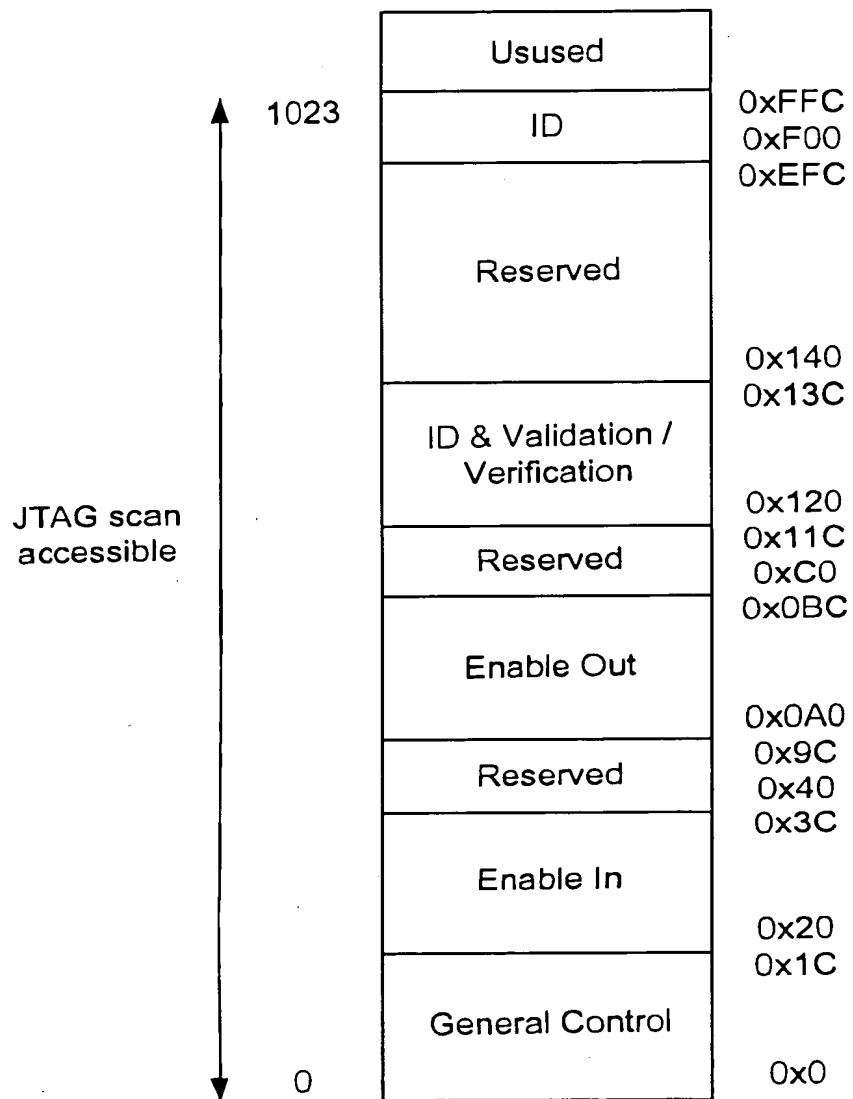 Ususued
1023
ID
0xFFC
0xF00
0xEFC
Reserved
0x140
0x13C
ID & Validation /
Verification
0x120
JTAG scan
accessible
0x11C
Reserved
0xC0
0x0BC
Enable Out
0x0A0
0x9C
Reserved
0x40
0x3C
Enable In
0x20
0x1C
General Control
0
0x0